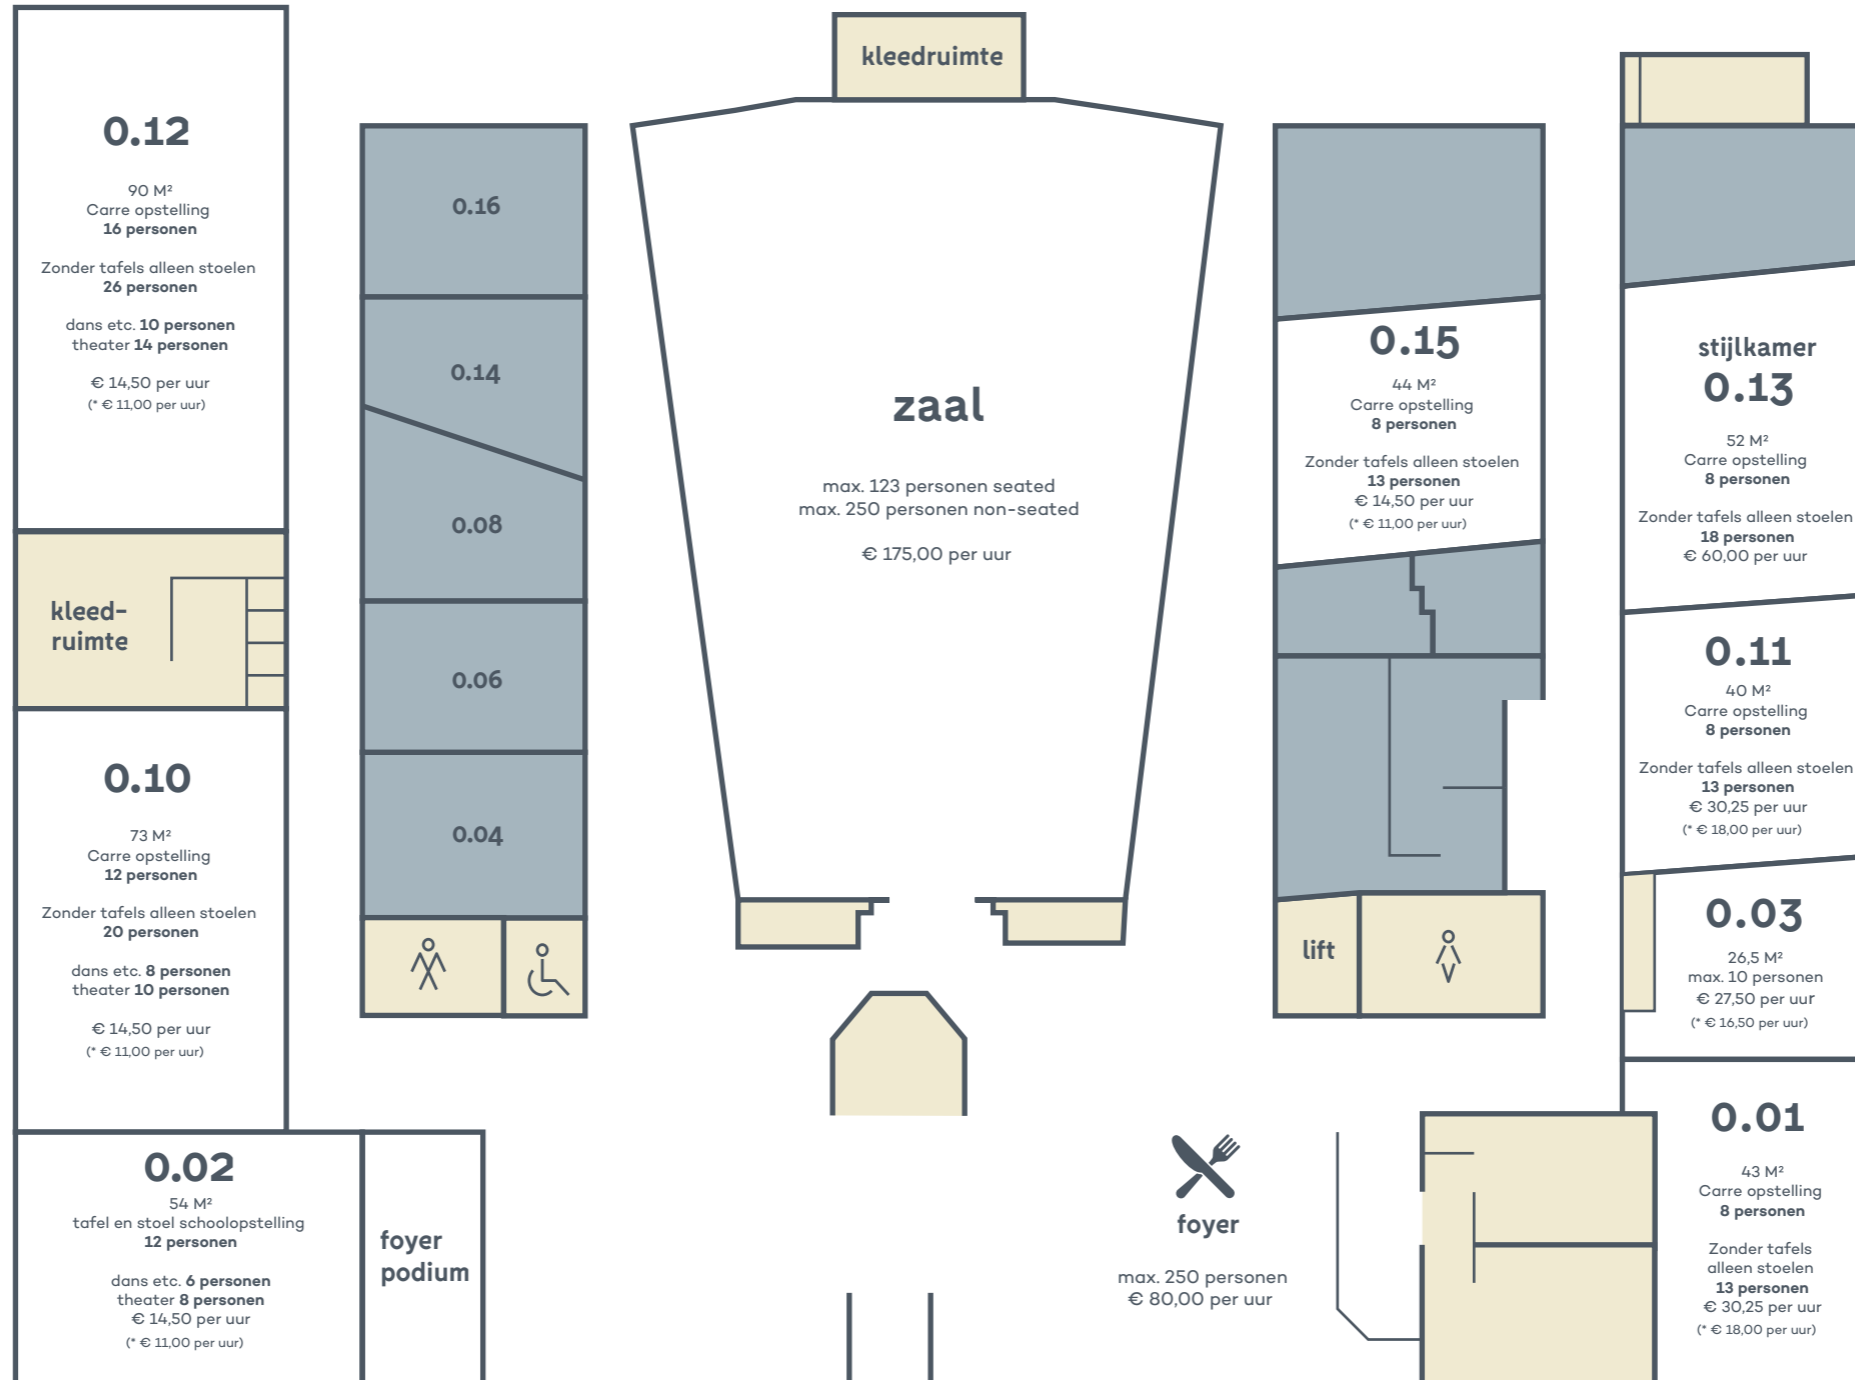 0.12
90 M²
Carre opstelling
16 personen
Zonder tafels alleen stoelen
26 personen
dans etc. 10 personen
theater 14 personen
€ 14,50 per uur
(* € 11,00 per uur)
kleed-
ruimte
0.10
73 M²
Carre opstelling
12 personen
Zonder tafels alleen stoelen
20 personen
dans etc. 8 personen
theater 10 personen
€ 14,50 per uur
(* € 11,00 per uur)
0.02
54 M²
tafel en stoel schoolopstelling
12 personen
dans etc. 6 personen
theater 8 personen
€ 14,50 per uur
(* € 11,00 per uur)
foyer
podium
0.16
0.14
0.08
0.06
0.04
kleedruimte
zaal
max. 123 personen seated
max. 250 personen non-seated
€ 175,00 per uur
foyer
max. 250 personen
€ 80,00 per uur
0.15
44 M²
Carre opstelling
8 personen
Zonder tafels alleen stoelen
13 personen
€ 14,50 per uur
(* € 11,00 per uur)
lift
stijlkamer
0.13
52 M²
Carre opstelling
8 personen
Zonder tafels alleen stoelen
18 personen
€ 60,00 per uur
0.11
40 M²
Carre opstelling
8 personen
Zonder tafels alleen stoelen
13 personen
€ 30,25 per uur
(* € 18,00 per uur)
0.03
26,5 M²
max. 10 personen
€ 27,50 per uur
(* € 16,50 per uur)
0.01
43 M²
Carre opstelling
8 personen
Zonder tafels
alleen stoelen
13 personen
€ 30,25 per uur
(* € 18,00 per uur)